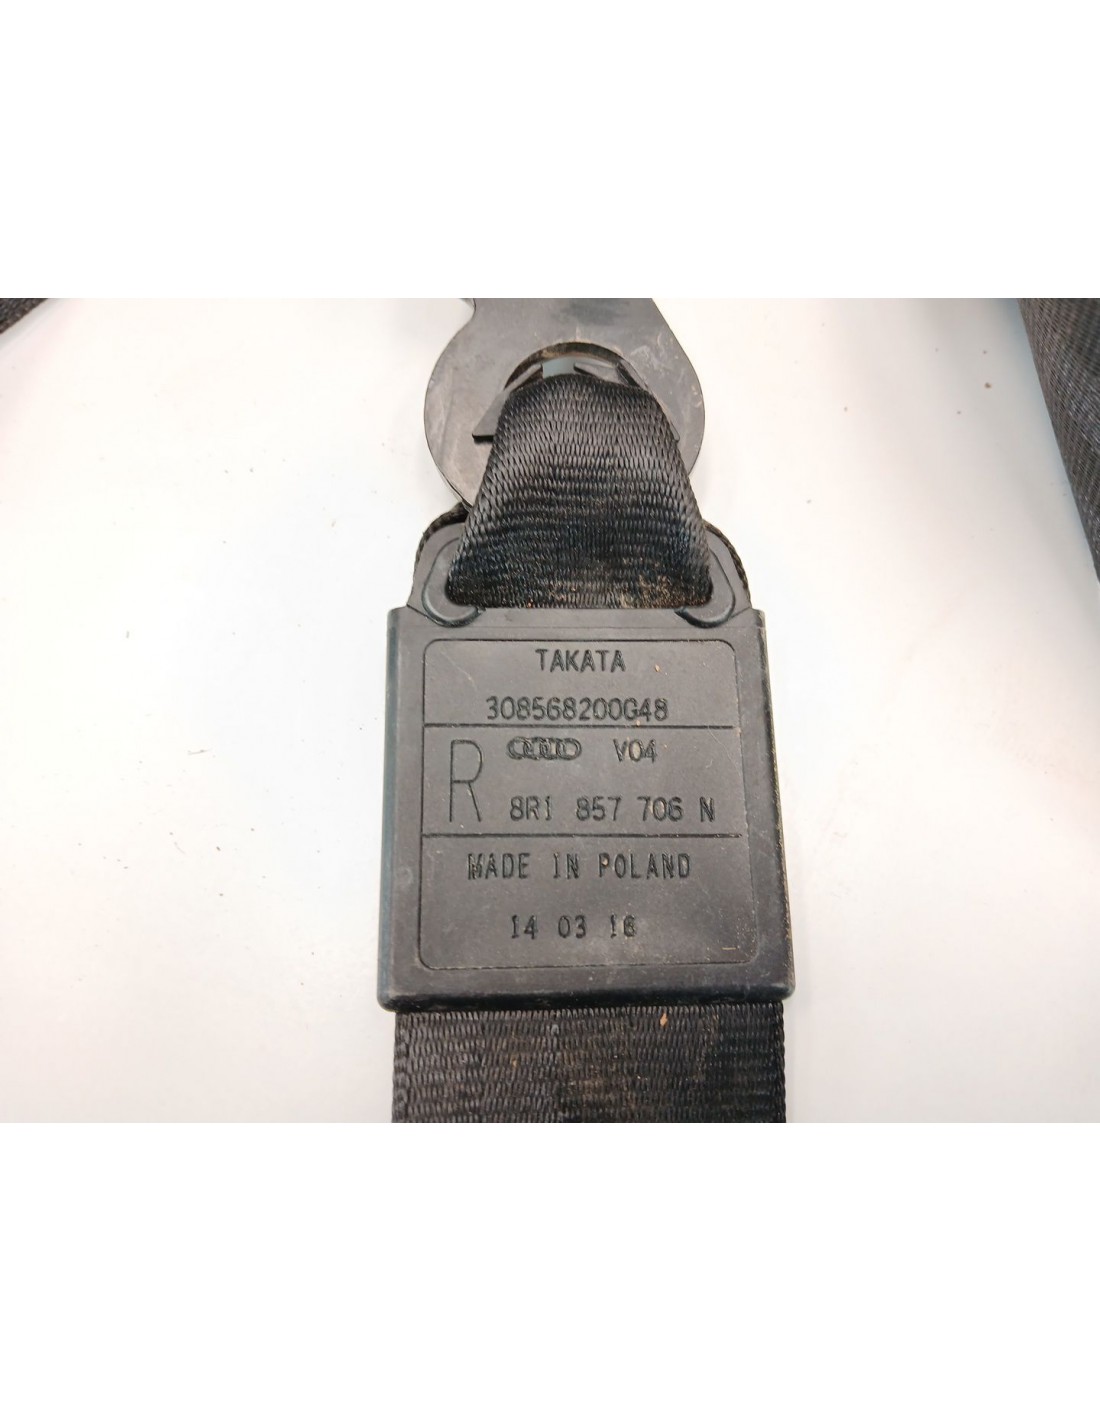 TAKATA
308568200G48
R V04
8R1 857 706 N
MADE IN POLAND
14 03 16